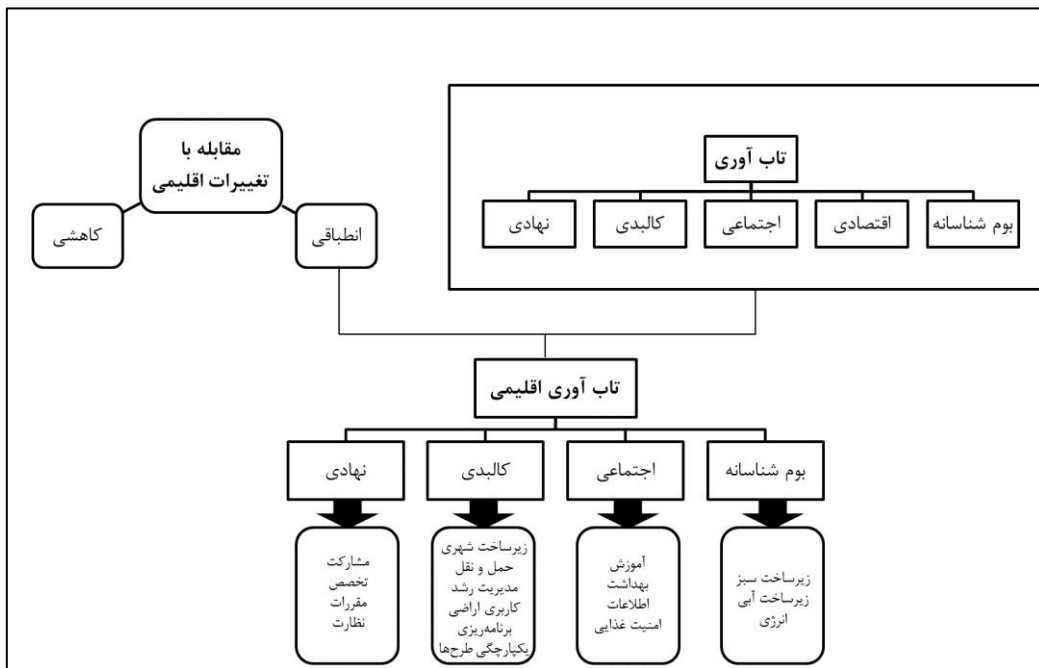 تاب آوری
بوم شناسانه
اقتصادی
اجتماعی
کالبدی
نهادی
مقابله با
تغییرات اقلیمی
انطباقی
کاهشی
تاب آوری اقلیمی
بوم شناسانه
اجتماعی
کالبدی
نهادی
زیرساخت سبز
زیرساخت آبی
انرژی
آموزش
بهداشت
اطلاعات
امنیت غذایی
زیرساخت شهری
حمل و نقل
مدیریت رشد
کاربری اراضی
برنامه‌ریزی
یکپارچگی طرح‌ها
مشارکت
تخصص
مقررات
نظارت